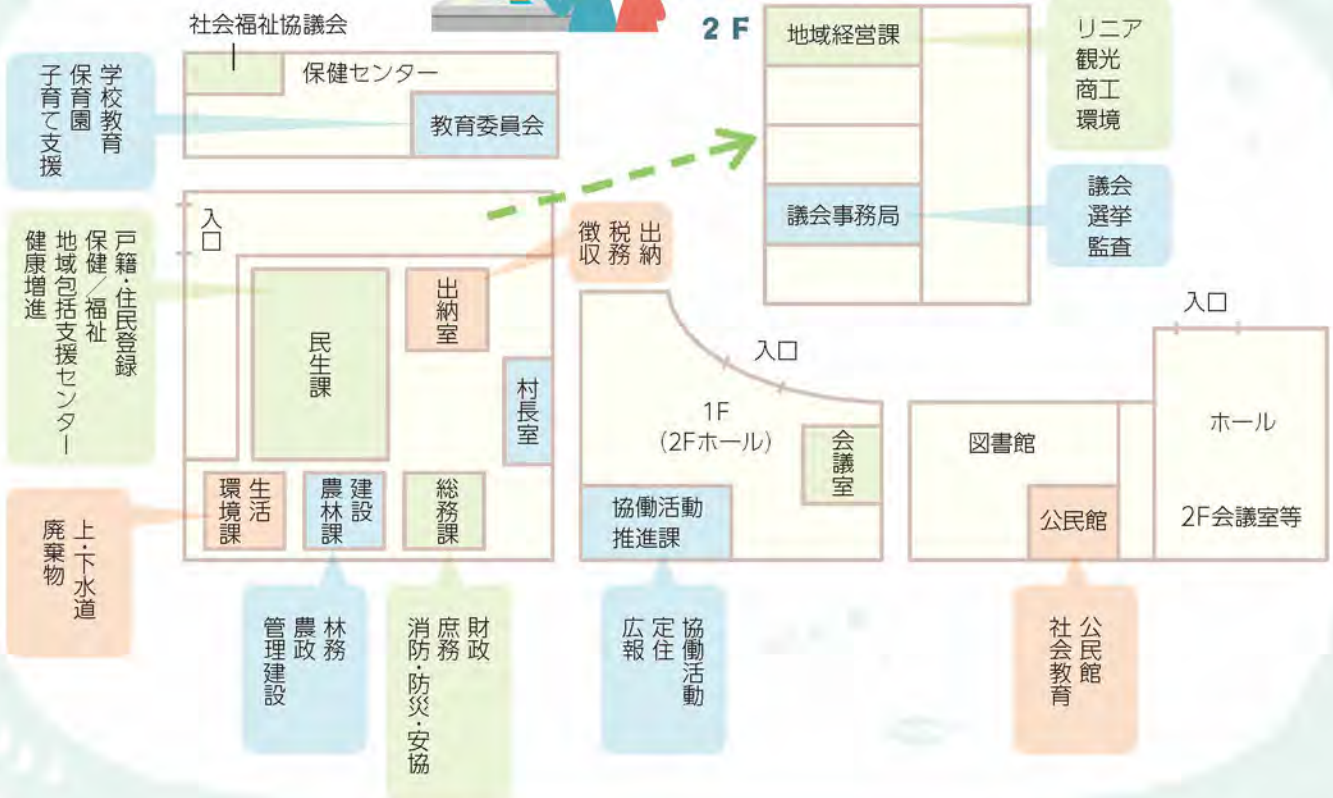 社会福祉協議会
保健センター
教育委員会
学校教育
保育園
子育て支援
2F
地域経営課
リニア
観光
商工
環境
議会事務局
議会
選挙
監査
入口
民生課
戸籍・住民登録
保健／福祉
地域包括支援センター
健康増進
出納室
出納
税務
徴収
村長室
生活
環境課
上・下水道
廃棄物
建設
農林課
林務
農政
管理建設
総務課
財政
庶務
消防・防災・安協
入口
1F
(2Fホール)
会議室
協働活動
推進課
協働活動
定住
広報
図書館
公民館
公民館
社会教育
入口
ホール
2F会議室等